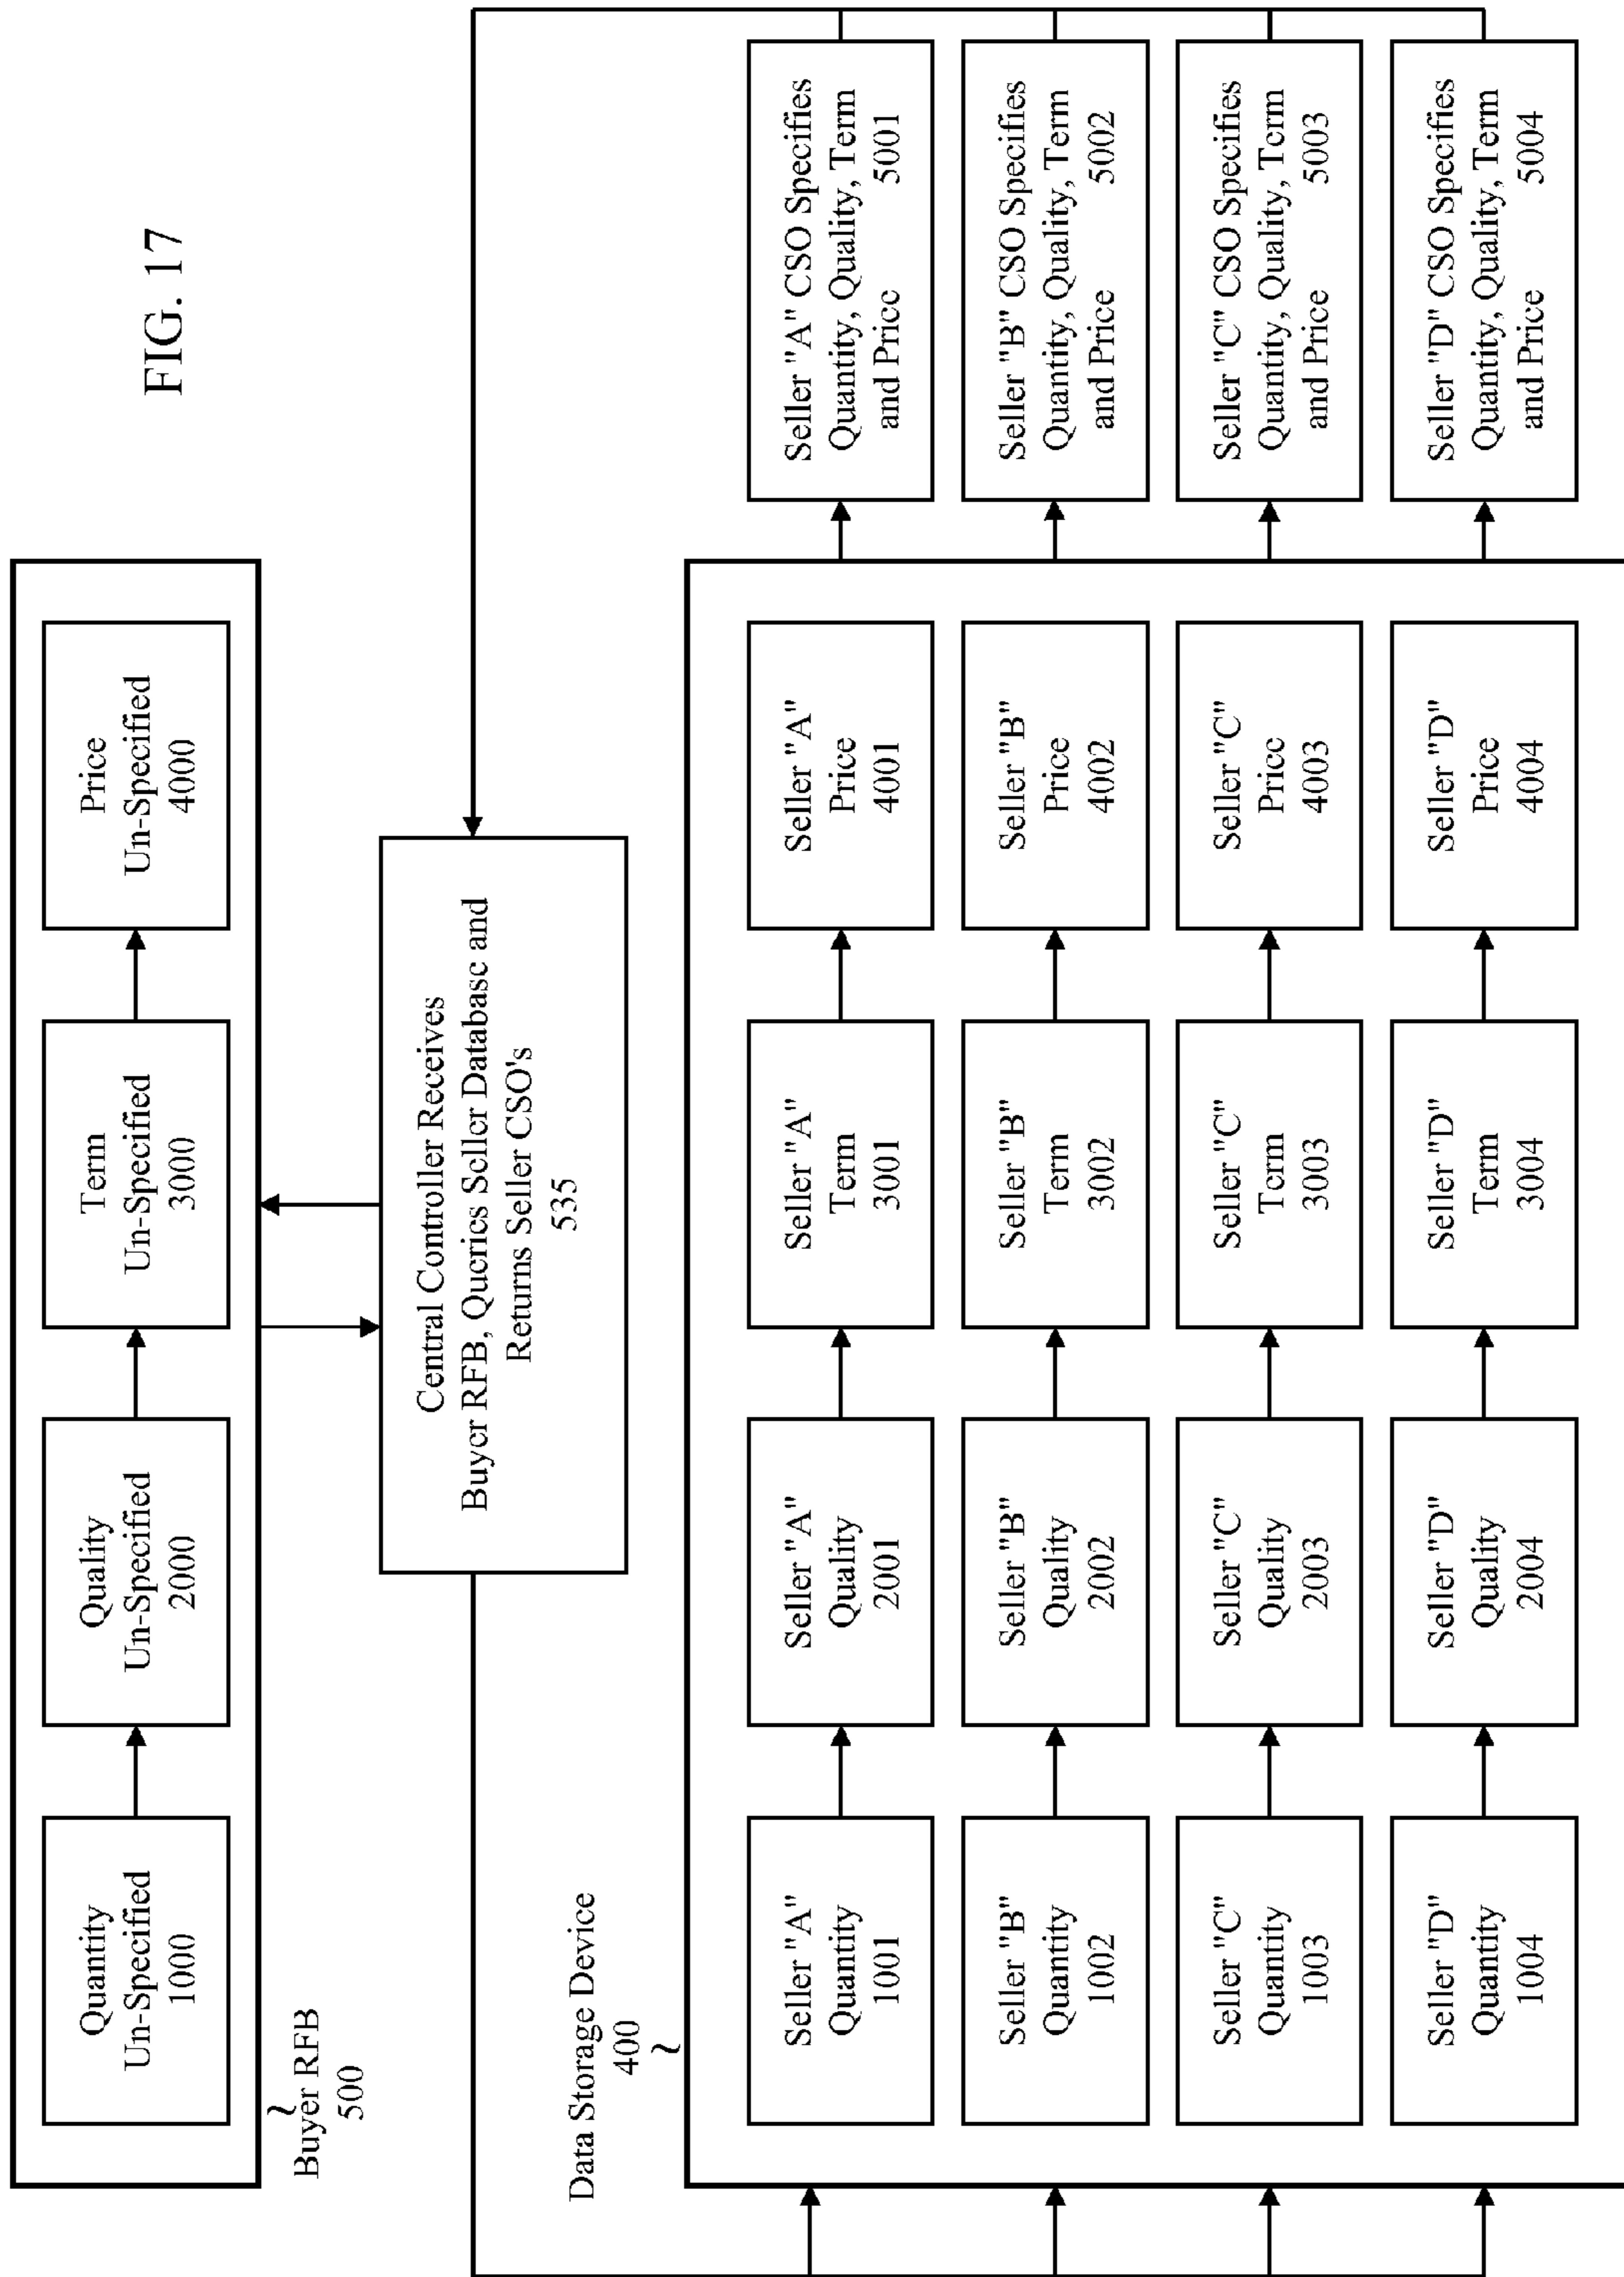 FIG. 17
Quantity
Un-Specified
1000
Quality
Un-Specified
2000
Term
Un-Specified
3000
Price
Un-Specified
4000
Buyer RFB
500
Central Controller Receives
Buyer RFB, Queries Seller Database and
Returns Seller CSO's
535
Data Storage Device
400
Seller "A"
Quantity
1001
Seller "A"
Quality
2001
Seller "A"
Term
3001
Seller "A"
Price
4001
Seller "A" CSO Specifies
Quantity, Quality, Term
and Price 5001
Seller "B"
Quantity
1002
Seller "B"
Quality
2002
Seller "B"
Term
3002
Seller "B"
Price
4002
Seller "B" CSO Specifies
Quantity, Quality, Term
and Price 5002
Seller "C"
Quantity
1003
Seller "C"
Quality
2003
Seller "C"
Term
3003
Seller "C"
Price
4003
Seller "C" CSO Specifies
Quantity, Quality, Term
and Price 5003
Seller "D"
Quantity
1004
Seller "D"
Quality
2004
Seller "D"
Term
3004
Seller "D"
Price
4004
Seller "D" CSO Specifies
Quantity, Quality, Term
and Price 5004